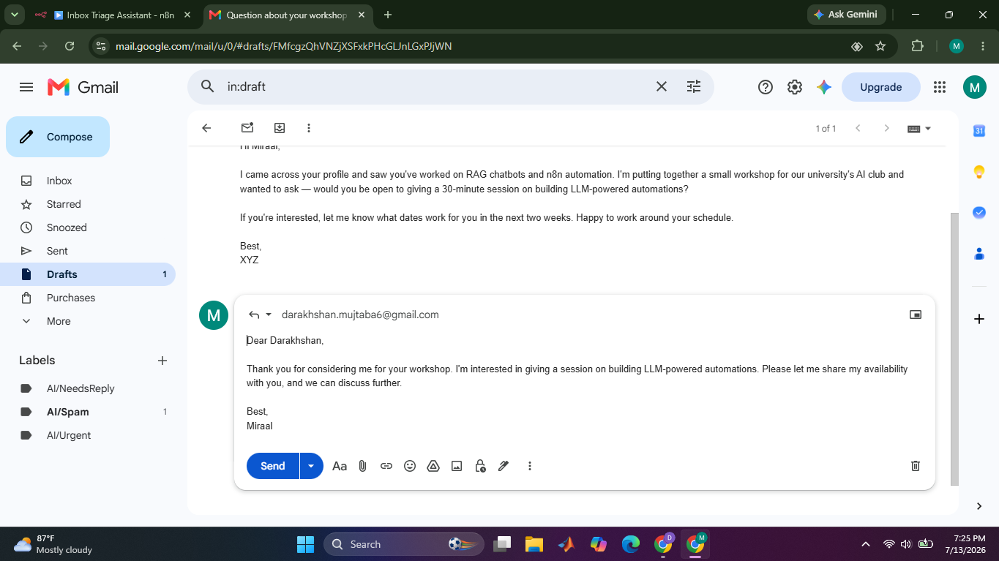 Inbox Triage Assistant - n8n
Question about your workshop
Ask Gemini
mail.google.com/mail/u/0/#drafts/FMfcgzQhVNZjXSFxkPHcGLJnLGxPJjWN
M
Gmail
in:draft
Upgrade
M
Compose
1 of 1
Inbox
Starred
Snoozed
Sent
Drafts 1
Purchases
More
Labels
AI/NeedsReply
AI/Spam 1
AI/Urgent
Hi Miraal,
I came across your profile and saw you've worked on RAG chatbots and n8n automation. I'm putting together a small workshop for our university's AI club and
wanted to ask — would you be open to giving a 30-minute session on building LLM-powered automations?
If you're interested, let me know what dates work for you in the next two weeks. Happy to work around your schedule.
Best,
XYZ
M
darakhshan.mujtaba6@gmail.com
Dear Darakhshan,
Thank you for considering me for your workshop. I'm interested in giving a session on building LLM-powered automations. Please let me share my availability
with you, and we can discuss further.
Best,
Miraal
Send
Aa
31
87°F
Mostly cloudy
Search
D
M
7:25 PM
7/13/2026